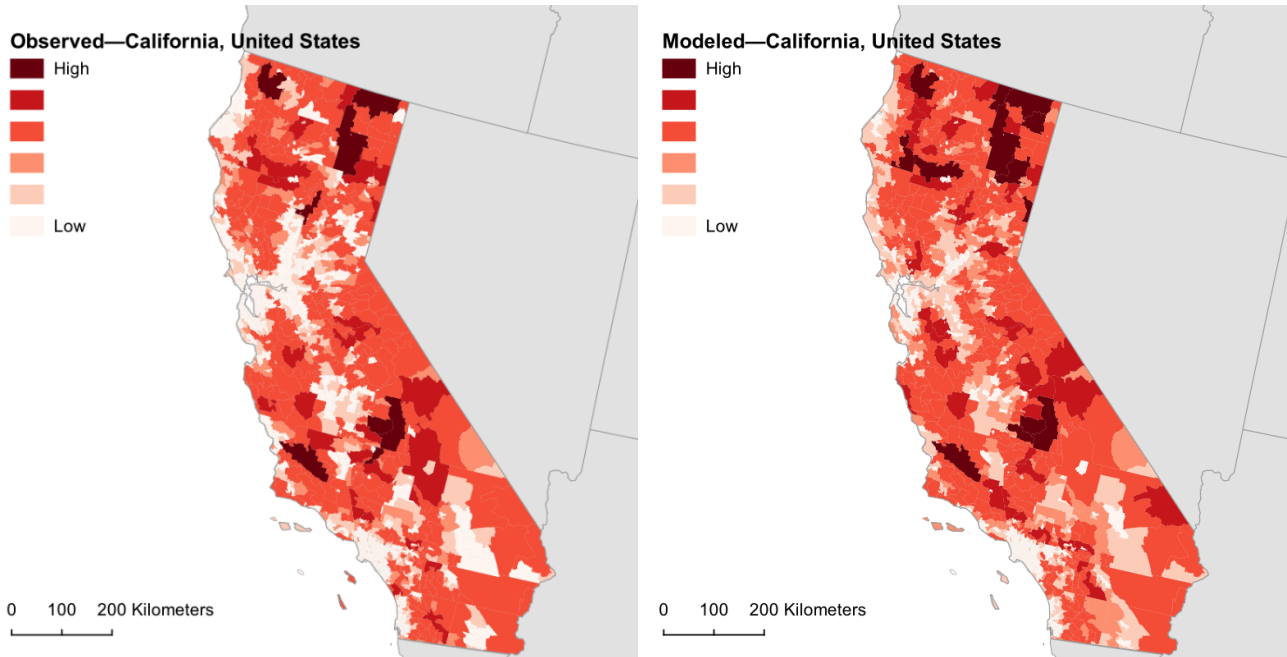 Observed—California, United States
High
Low
0 100 200 Kilometers
Modeled—California, United States
High
Low
0 100 200 Kilometers